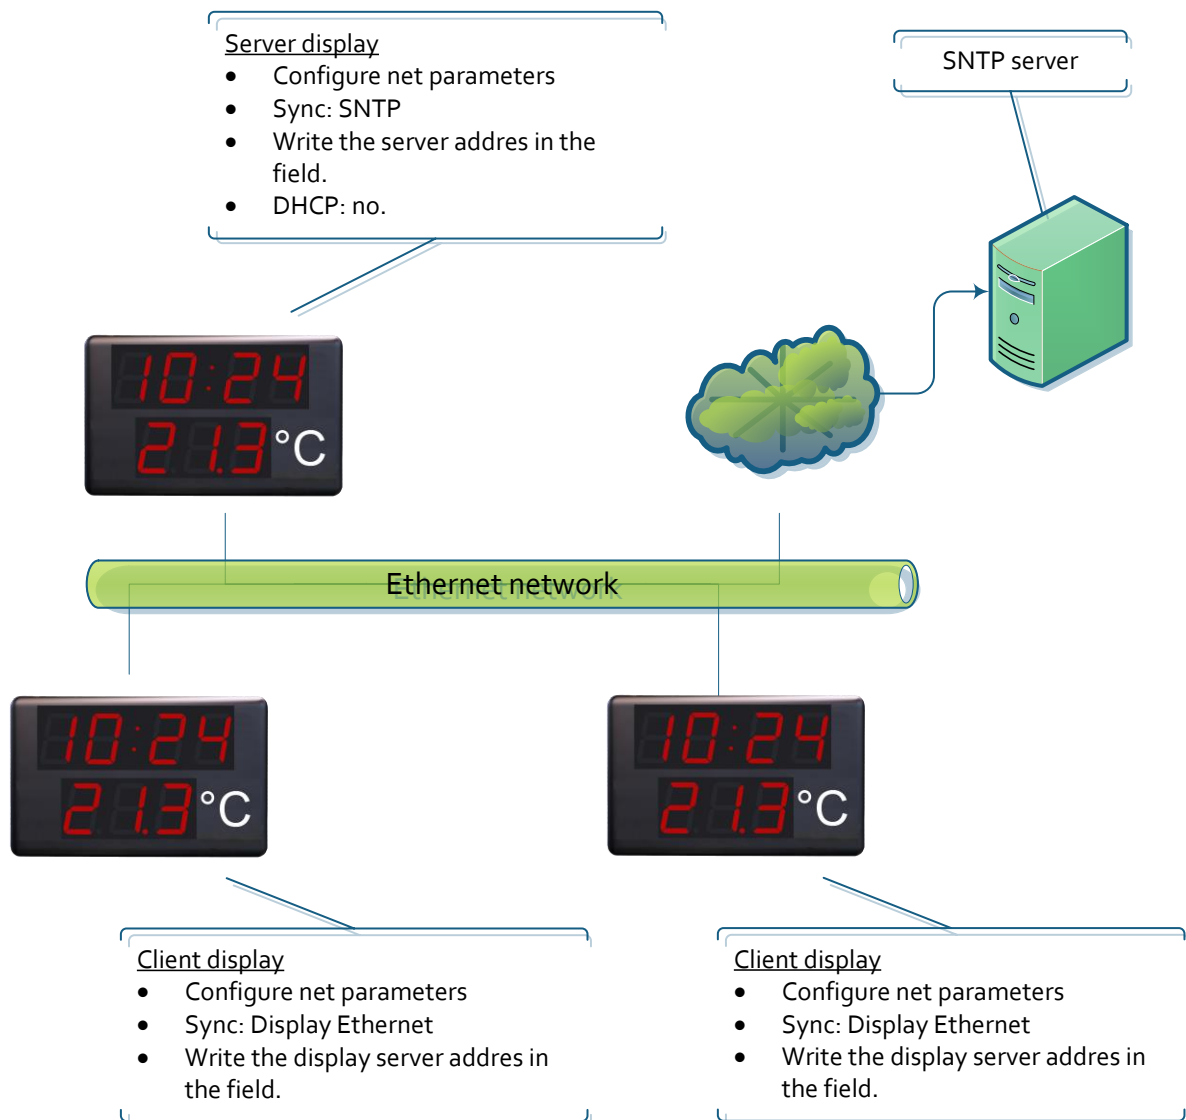 Server display
• Configure net parameters
• Sync: SNTP
• Write the server addres in the
field.
• DHCP: no.
SNTP server
10:24
21.3 °C
Ethernet network
10:24
21.3 °C
10:24
21.3 °C
Client display
• Configure net parameters
• Sync: Display Ethernet
• Write the display server addres in
the field.
Client display
• Configure net parameters
• Sync: Display Ethernet
• Write the display server addres in
the field.